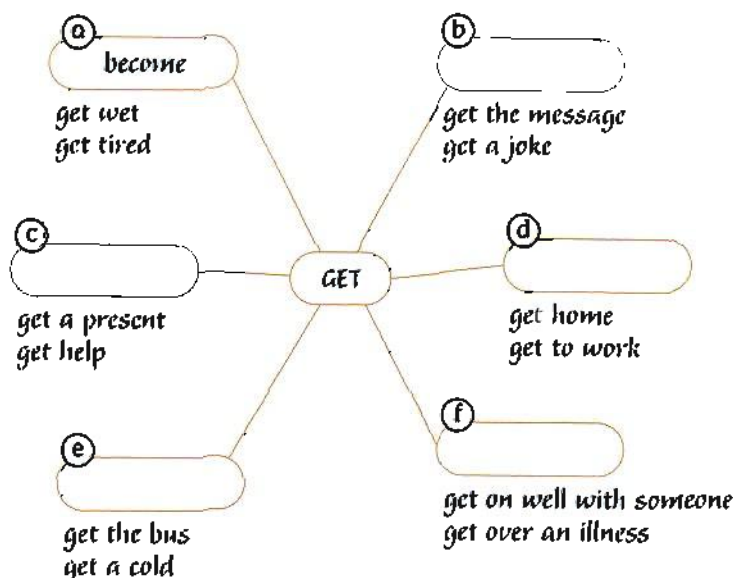 a
become
get wet
get tired
b
get the message
get a joke
c
get a present
get help
GET
d
get home
get to work
e
get the bus
get a cold
f
get on well with someone
get over an illness